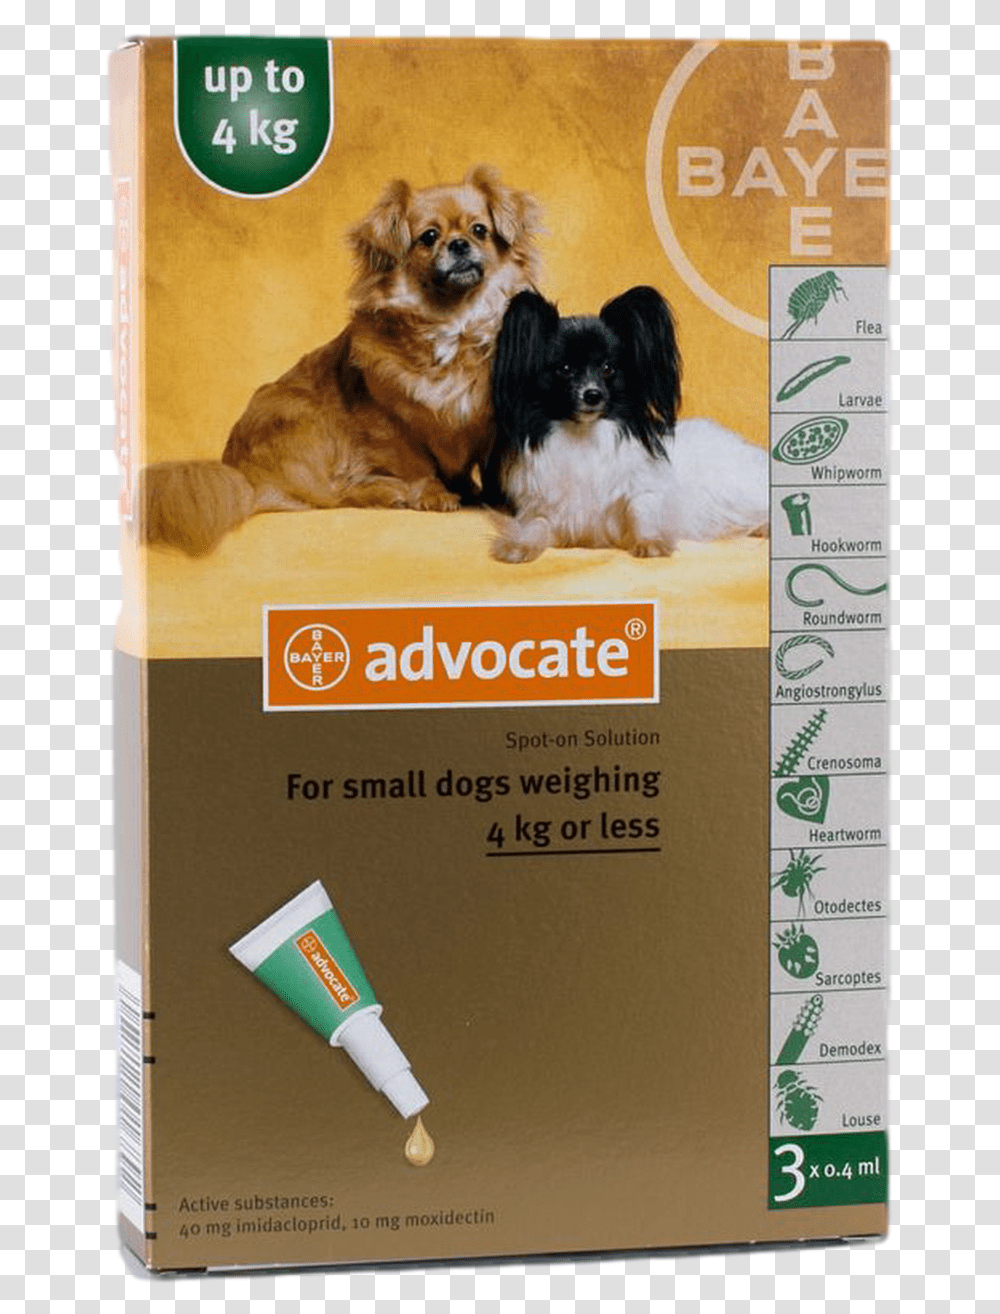 up to
4 kg
BAYE
BAYE
Flea
Larvae
Whipworm
Hookworm
Roundworm
Angiostrongylus
Crenosoma
Heartworm
Otodectes
Sarcoptes
Demodex
Louse
3 x 0.4 ml
BAYER
BAYER
advocate®
Spot-on Solution
For small dogs weighing
4 kg or less
advocate
Active substances:
40 mg imidacloprid, 10 mg moxidectin